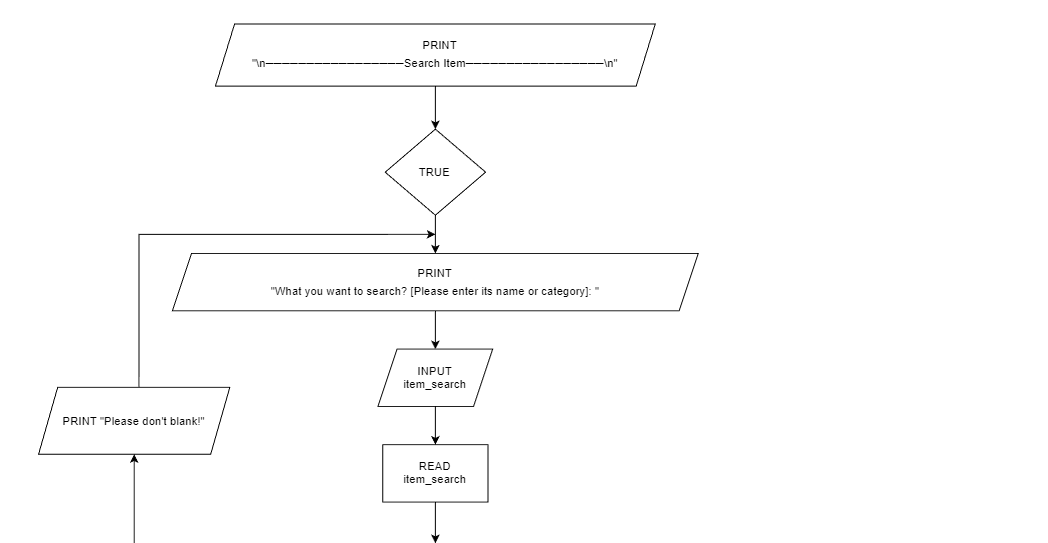 PRINT
"\n—————————————————Search Item—————————————————\n"
TRUE
PRINT
"What you want to search? [Please enter its name or category]: "
INPUT
item_search
PRINT "Please don't blank!"
READ
item_search